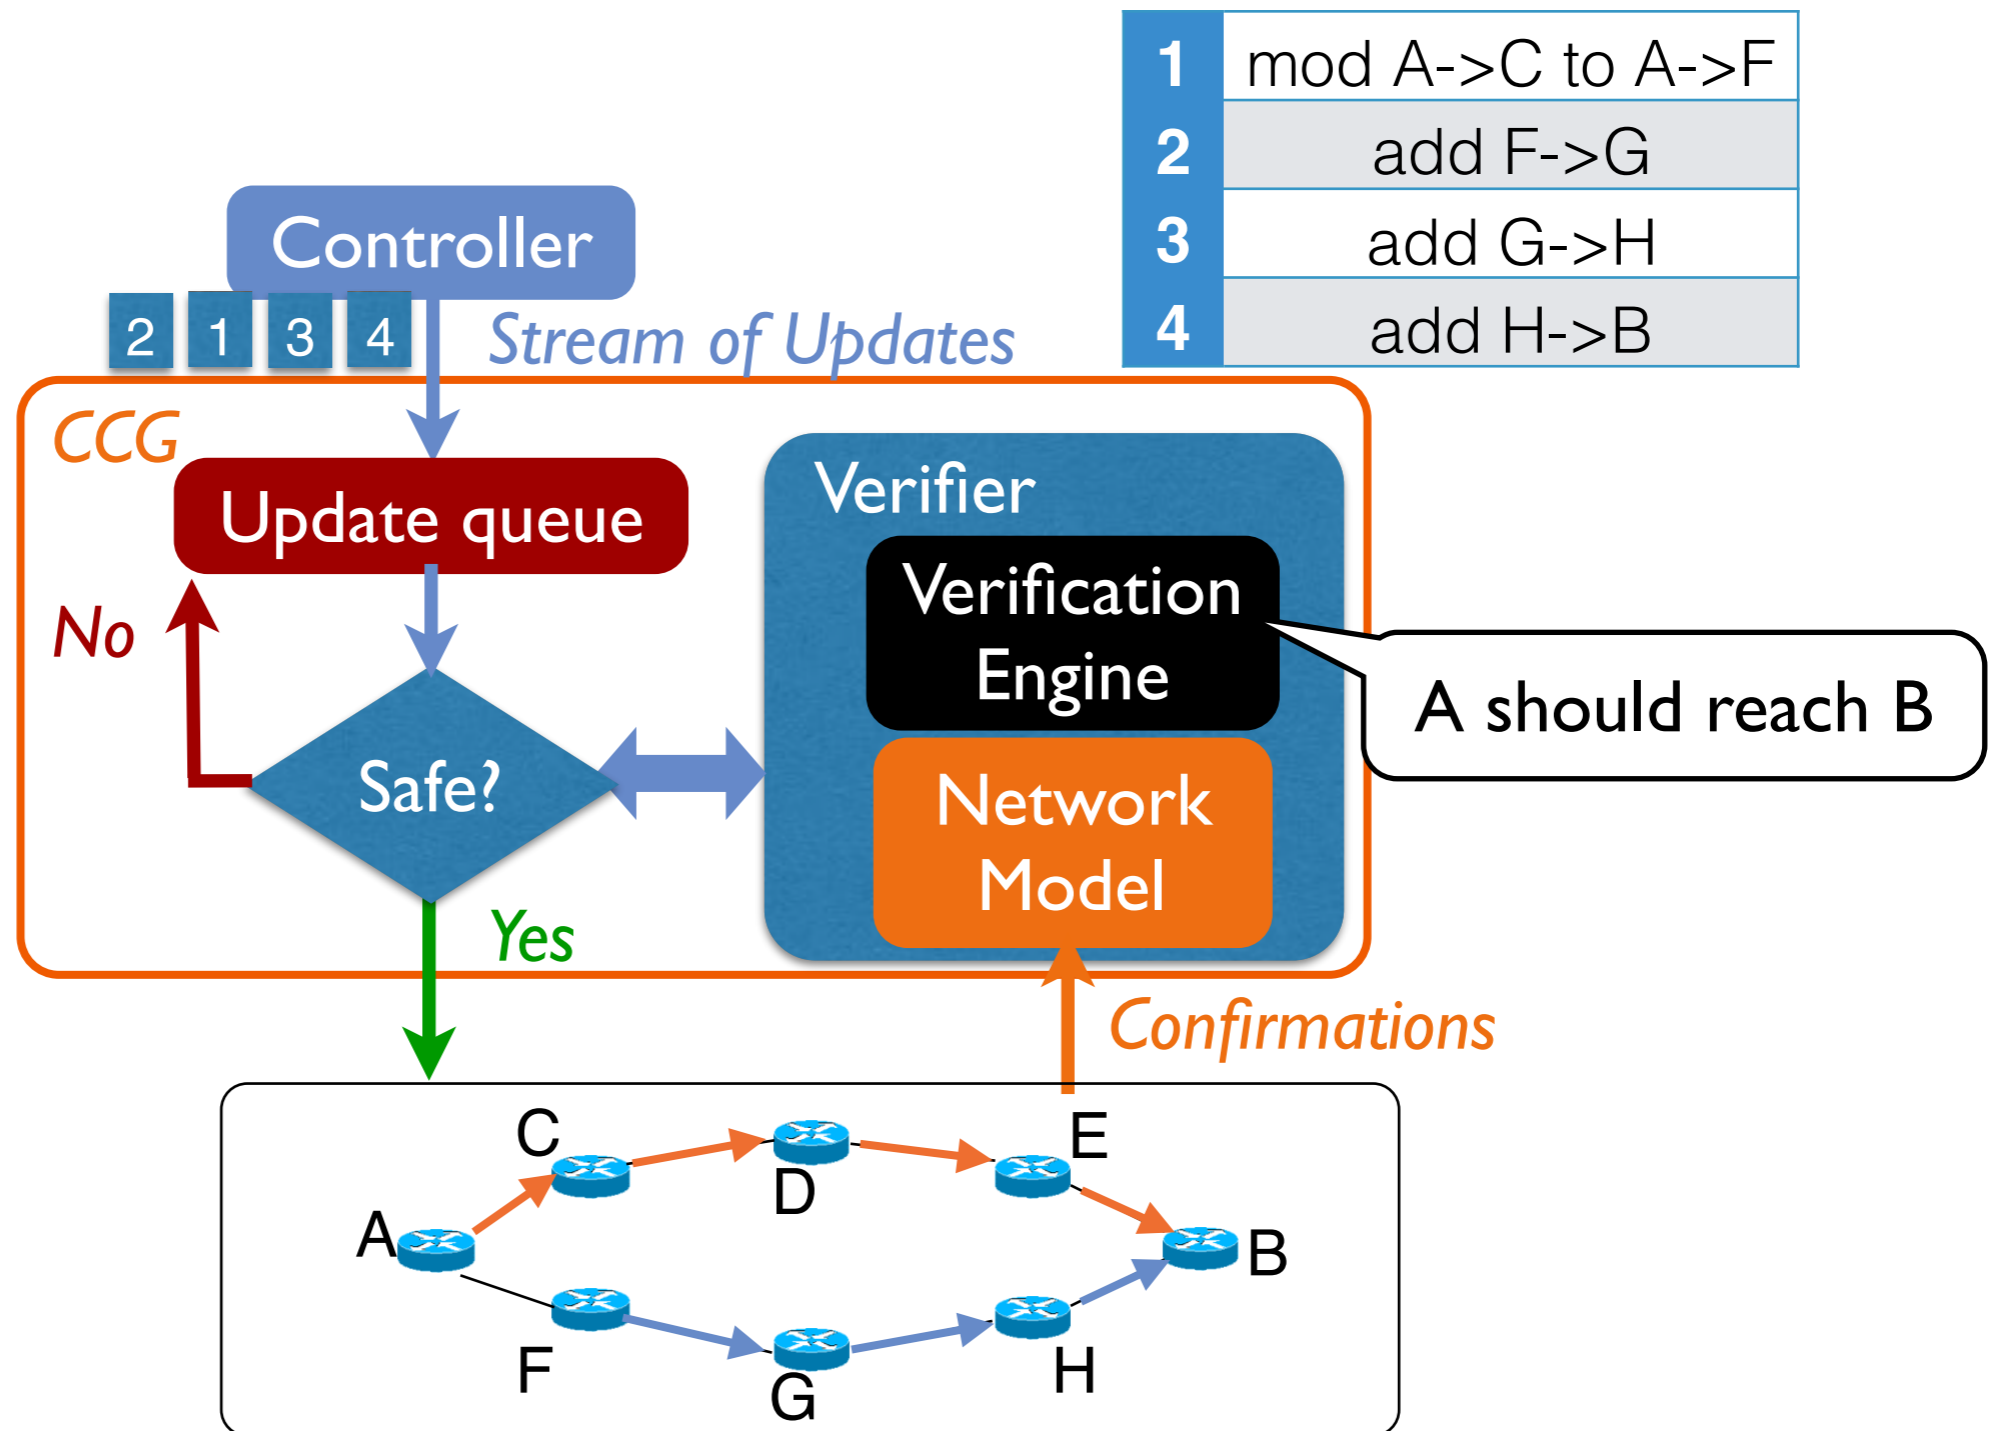 1 mod A->C to A->F
2 add F->G
3 add G->H
4 add H->B
Controller
2 1 3 4
Stream of Updates
CCG
Update queue
Verifier
Verification
Engine
No
A should reach B
Safe?
Network
Model
Yes
Confirmations
C
E
D
A
B
F
H
G